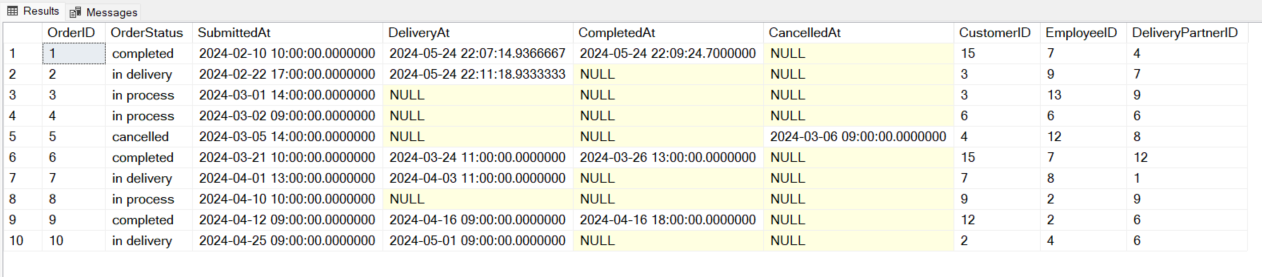 Results Messages
OrderID OrderStatus SubmittedAt DeliveryAt CompletedAt CancelledAt CustomerID EmployeeID DeliveryPartnerID
1 1 completed 2024-02-10 10:00:00.0000000 2024-05-24 22:07:14.9366667 2024-05-24 22:09:24.7000000 NULL 15 7 4
2 2 in delivery 2024-02-22 17:00:00.0000000 2024-05-24 22:11:18.9333333 NULL NULL 3 9 7
3 3 in process 2024-03-01 14:00:00.0000000 NULL NULL NULL 3 13 9
4 4 in process 2024-03-02 09:00:00.0000000 NULL NULL NULL 6 6 6
5 5 cancelled 2024-03-05 14:00:00.0000000 NULL NULL 2024-03-06 09:00:00.0000000 4 12 8
6 6 completed 2024-03-21 10:00:00.0000000 2024-03-24 11:00:00.0000000 2024-03-26 13:00:00.0000000 NULL 15 7 12
7 7 in delivery 2024-04-01 13:00:00.0000000 2024-04-03 11:00:00.0000000 NULL NULL 7 8 1
8 8 in process 2024-04-10 10:00:00.0000000 NULL NULL NULL 9 2 9
9 9 completed 2024-04-12 09:00:00.0000000 2024-04-16 09:00:00.0000000 2024-04-16 18:00:00.0000000 NULL 12 2 6
10 10 in delivery 2024-04-25 09:00:00.0000000 2024-05-01 09:00:00.0000000 NULL NULL 2 4 6